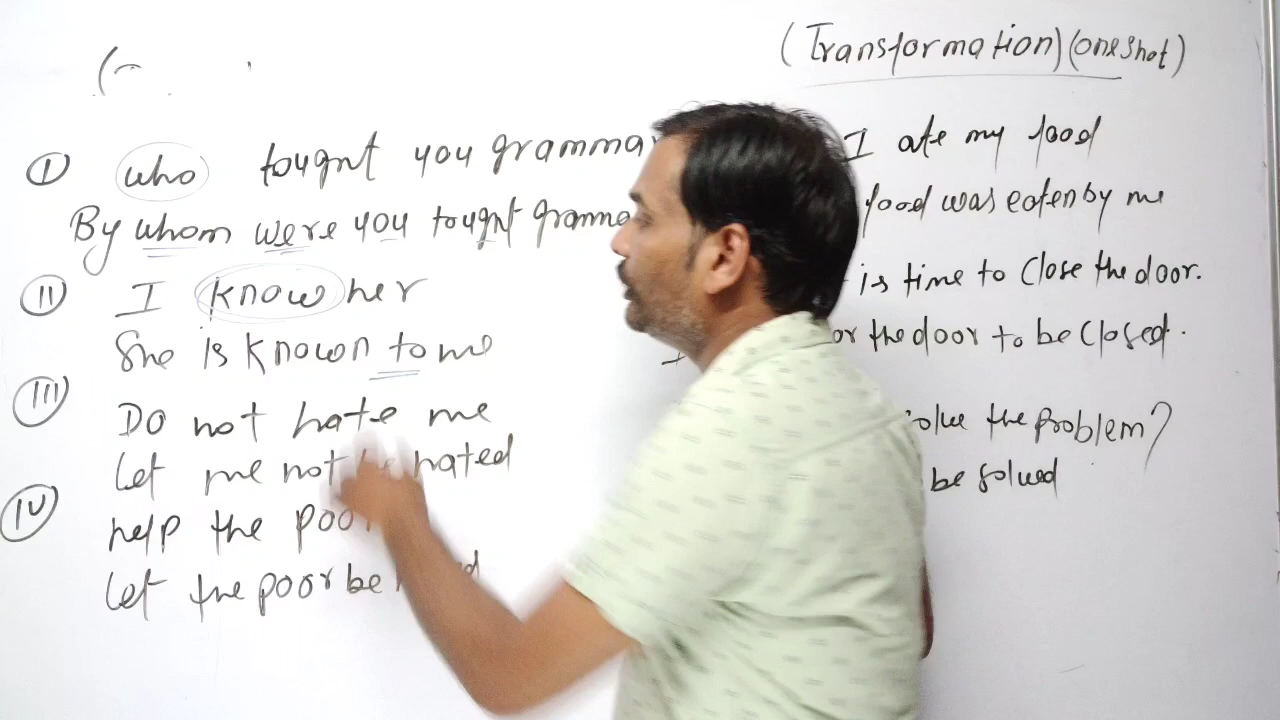 (Transformation) (one shot)
I who tought you grammar
By whom were you tought gramma
II I know her
She is known to me
III Do not hate me
Let me not be hated
IV help the poor
Let the poor be
I ate my food
food was eaten by me
is time to close the door.
or the door to be closed.
solve the problem?
be solved